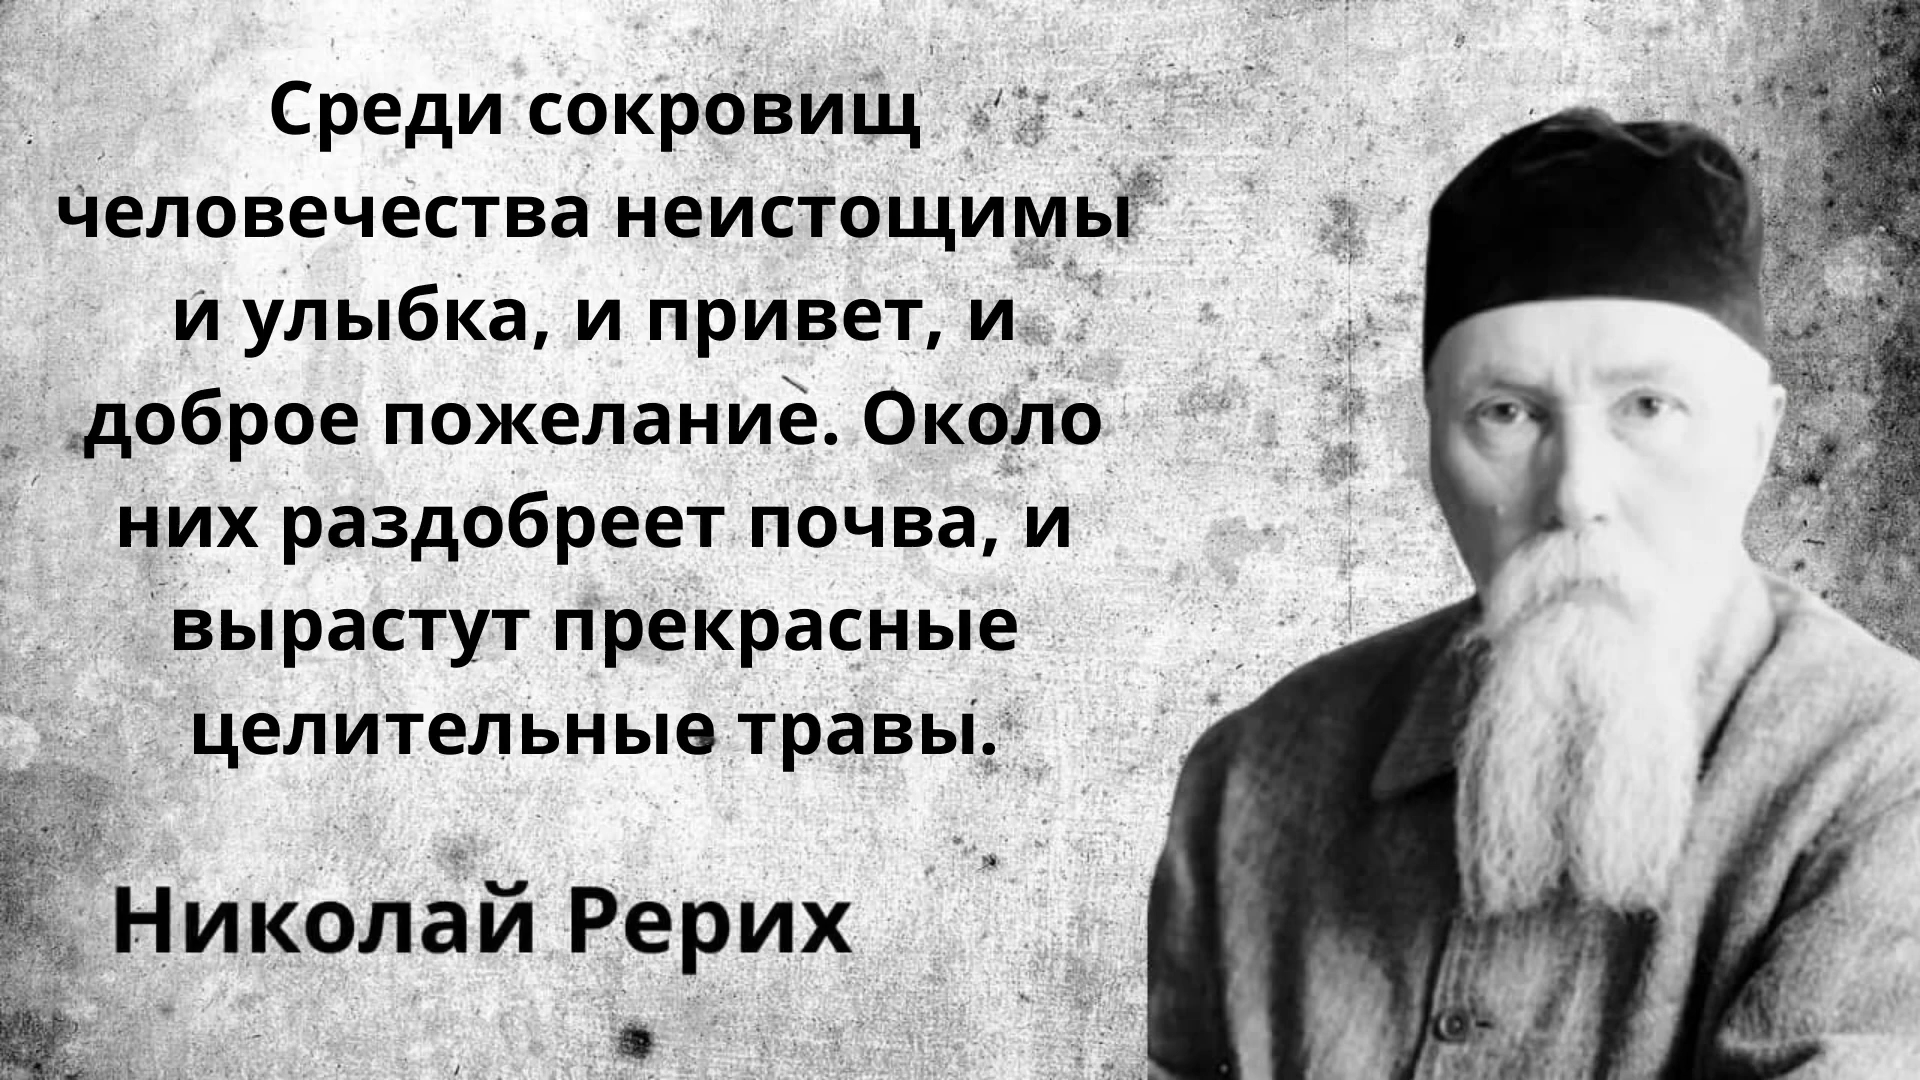 Среди сокровищ
человечества неистощимы
и улыбка, и привет, и
доброе пожелание. Около
них раздобреет почва, и
вырастут прекрасные
целительные травы.
Николай Рерих